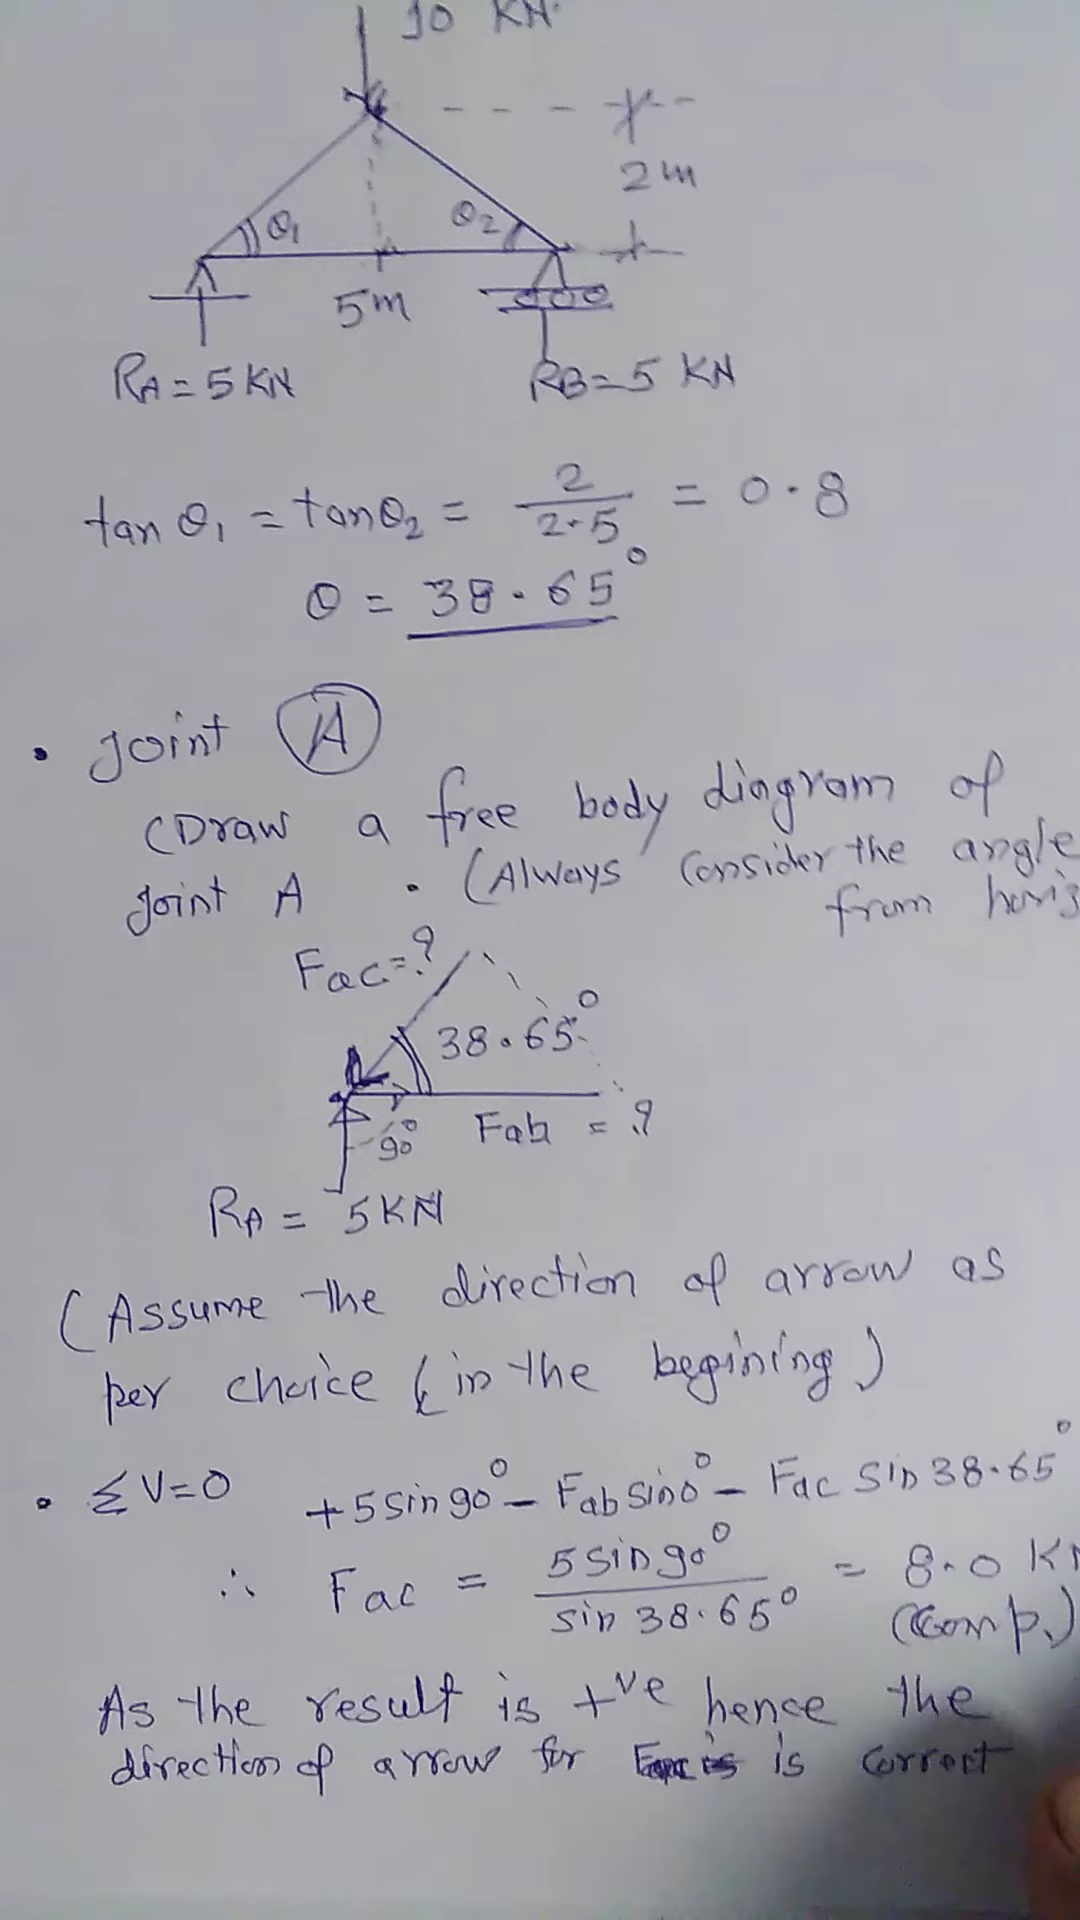 10 KN.
2m
θ1 θ2
5m
RA = 5 KN
RB = 5 KN
tan θ1 = tan θ2 = 2/2.5 = 0.8
θ = 38.65°
• Joint A
(Draw a free body diagram of
Joint A . (Always Consider the angle
from horiz
Fac = ?
38.65°
90° Fab = ?
RA = 5KN
(Assume the direction of arrow as
per choice (in the begining)
• ΣV=0 +5 sin 90° - Fab sin 0° - Fac Sin 38.65°
∴ Fac = 5 sin 90°/sin 38.65° = 8.0 KN
(Comp.)
As the result is +ve hence the
direction of arrow for is correct